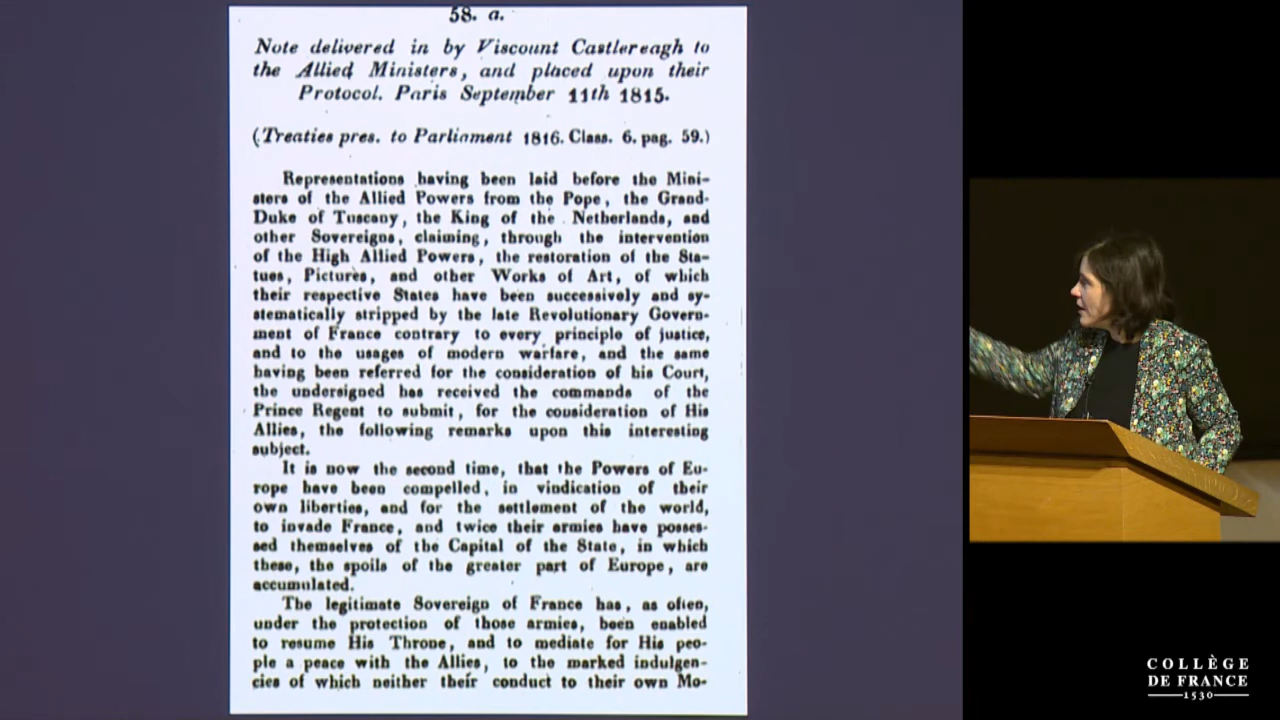 58. a.
Note delivered in by Viscount Castlereagh to
the Allied Ministers, and placed upon their
Protocol. Paris September 11th 1815.
(Treaties pres. to Parliament 1816. Class. 6. pag. 59.)
Representations having been laid before the Mini-
sters of the Allied Powers from the Pope, the Grand-
Duke of Tuscany, the King of the Netherlands, and
other Sovereigns, claiming, through the intervention
of the High Allied Powers, the restoration of the Sta-
tues, Pictures, and other Works of Art, of which
their respective States have been successively and sy-
stematically stripped by the late Revolutionary Govern-
ment of France contrary to every principle of justice,
and to the usages of modern warfare, and the same
having been referred for the consideration of his Court,
the undersigned has received the commands of the
Prince Regent to submit, for the consideration of His
Allies, the following remarks upon this interesting
subject.
It is now the second time, that the Powers of Eu-
rope have been compelled, in vindication of their
own liberties, and for the settlement of the world,
to invade France, and twice their armies have posses-
sed themselves of the Capital of the State, in which
these, the spoils of the greater part of Europe, are
accumulated.
The legitimate Sovereign of France has, as often,
under the protection of those armies, been enabled
to resume His Throne, and to mediate for His peo-
ple a peace with the Allies, to the marked indulgen-
cies of which neither their conduct to their own Mo-
COLLÈGE
DE FRANCE
1530